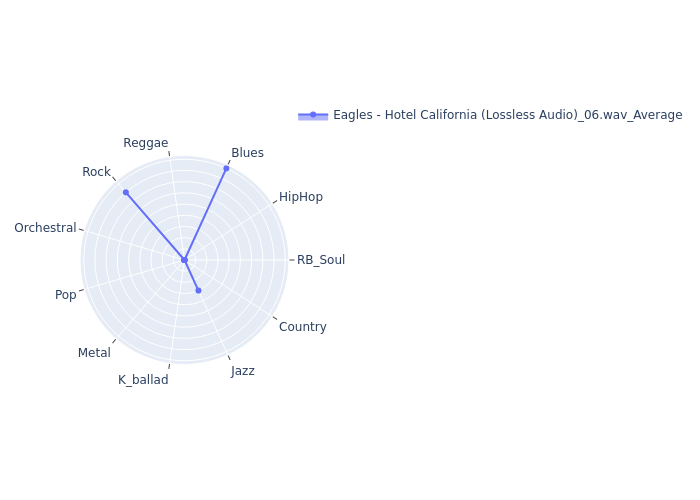 Eagles - Hotel California (Lossless Audio)_06.wav_Average
Reggae
Blues
Rock
HipHop
Orchestral
RB_Soul
Pop
Country
Metal
Jazz
K_ballad